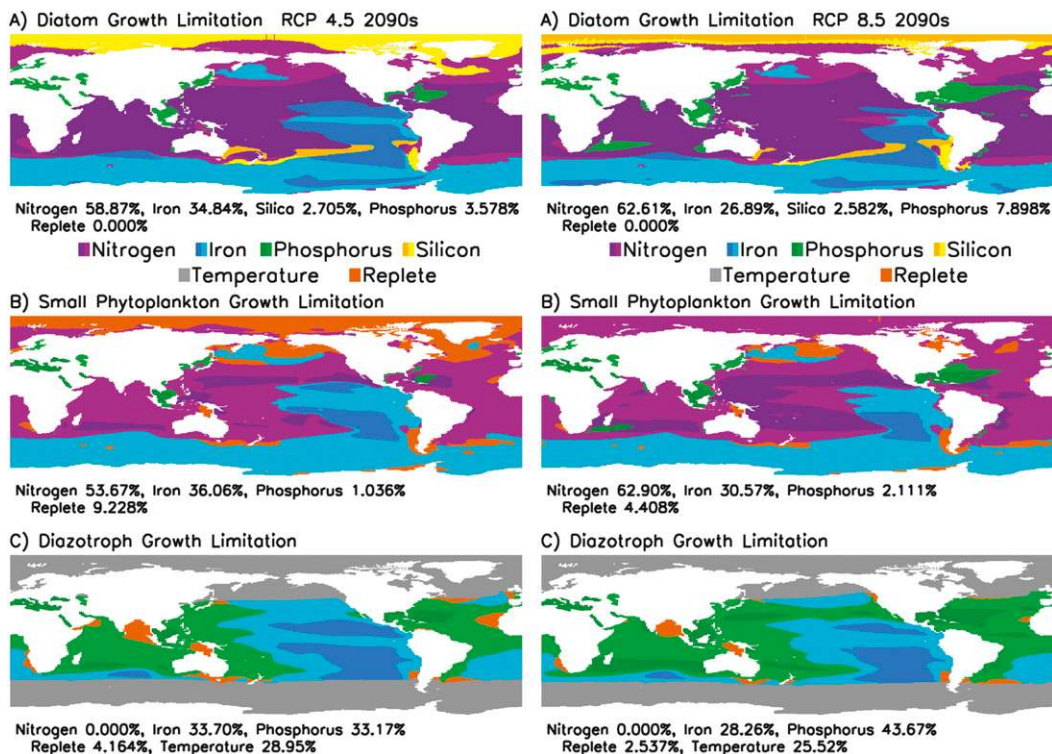 A) Diatom Growth Limitation RCP 4.5 2090s
Nitrogen 58.87%, Iron 34.84%, Silica 2.705%, Phosphorus 3.578%
Replete 0.000%
A) Diatom Growth Limitation RCP 8.5 2090s
Nitrogen 62.61%, Iron 26.89%, Silica 2.582%, Phosphorus 7.898%
Replete 0.000%
Nitrogen Iron Phosphorus Silicon
Temperature Replete
Nitrogen Iron Phosphorus Silicon
Temperature Replete
B) Small Phytoplankton Growth Limitation
Nitrogen 53.67%, Iron 36.06%, Phosphorus 1.036%
Replete 9.228%
B) Small Phytoplankton Growth Limitation
Nitrogen 62.90%, Iron 30.57%, Phosphorus 2.111%
Replete 4.408%
C) Diazotroph Growth Limitation
Nitrogen 0.000%, Iron 33.70%, Phosphorus 33.17%
Replete 4.164%, Temperature 28.95%
C) Diazotroph Growth Limitation
Nitrogen 0.000%, Iron 28.26%, Phosphorus 43.67%
Replete 2.537%, Temperature 25.52%